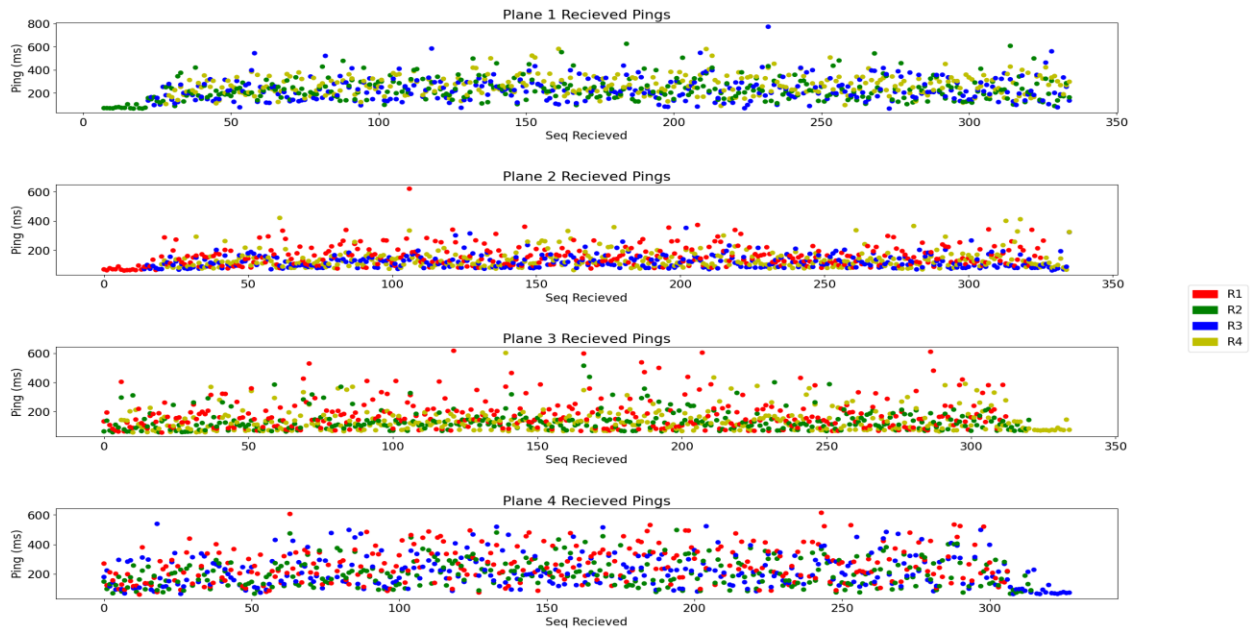 Plane 1 Recieved Pings
Ping (ms)
800
600
400
200
0 50 100 150 200 250 300 350
Seq Recieved
Plane 2 Recieved Pings
Ping (ms)
600
400
200
0 50 100 150 200 250 300 350
Seq Recieved
R1
R2
R3
R4
Plane 3 Recieved Pings
Ping (ms)
600
400
200
0 50 100 150 200 250 300 350
Seq Recieved
Plane 4 Recieved Pings
Ping (ms)
600
400
200
0 50 100 150 200 250 300
Seq Recieved